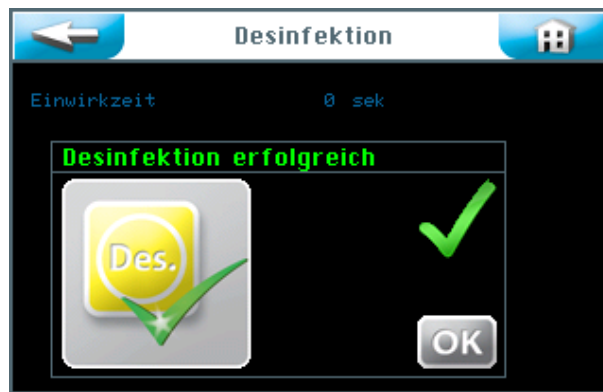 Desinfektion
Einwirkzeit 0 sek
Desinfektion erfolgreich
Des.
OK